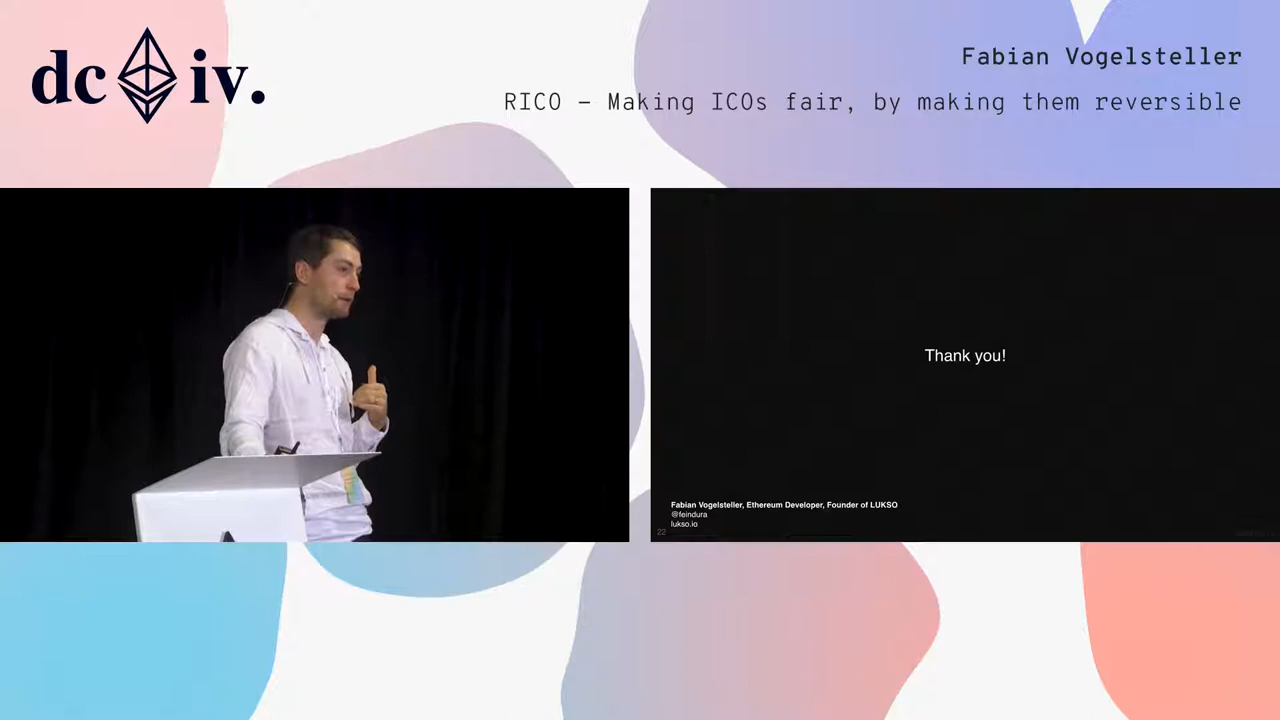 dc iv.
Fabian Vogelsteller
RICO – Making ICOs fair, by making them reversible
Thank you!
Fabian Vogelsteller, Ethereum Developer, Founder of LUKSO
@feindura
lukso.io
22